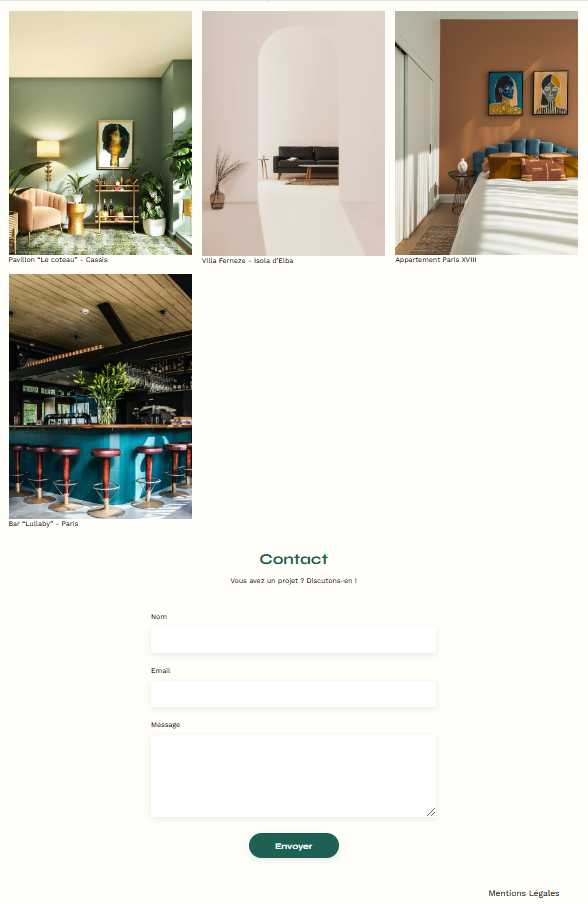 Pavillon “Le coteau” - Cassis
Villa Ferneze - Isola d’Elba
Appartement Paris XVIII
Bar “Lullaby” - Paris
Contact
Vous avez un projet ? Discutons-en !
Nom
Email
Message
Envoyer
Mentions Légales